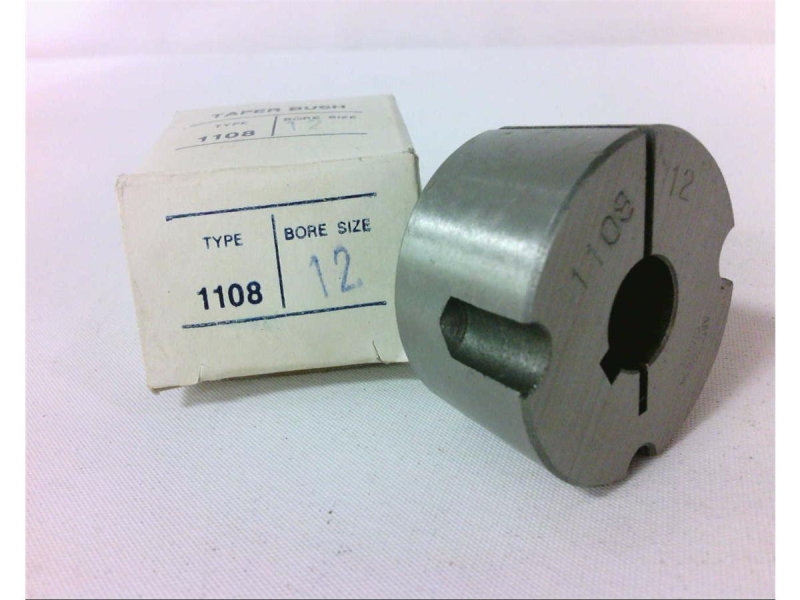 TAPER BUSH
TYPE BORE SIZE
1108 12
TYPE BORE SIZE
1108 12
1108
12